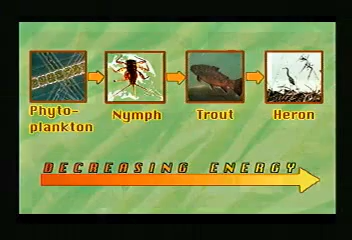 Phyto-
plankton
Nymph
Trout
Heron
DECREASING ENERGY